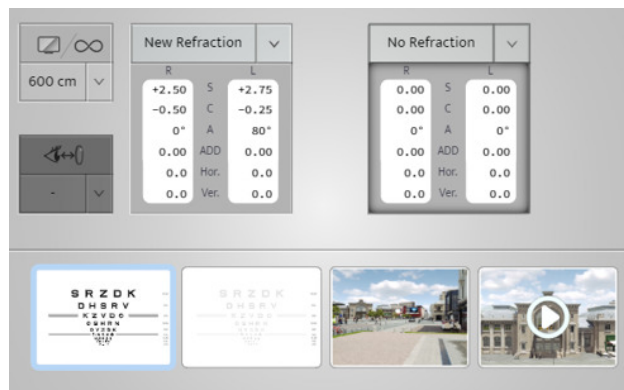 New Refraction
R L
+2.50 S +2.75
−0.50 C −0.25
0° A 80°
0.00 ADD 0.00
0.0 Hor. 0.0
0.0 Ver. 0.0
No Refraction
R L
0.00 S 0.00
0.00 C 0.00
0° A 0°
0.00 ADD 0.00
0.0 Hor. 0.0
0.0 Ver. 0.0
600 cm
-
S R Z D K
D H S R V
K Z V D C
S R Z D K
D H S R V
K Z V D C